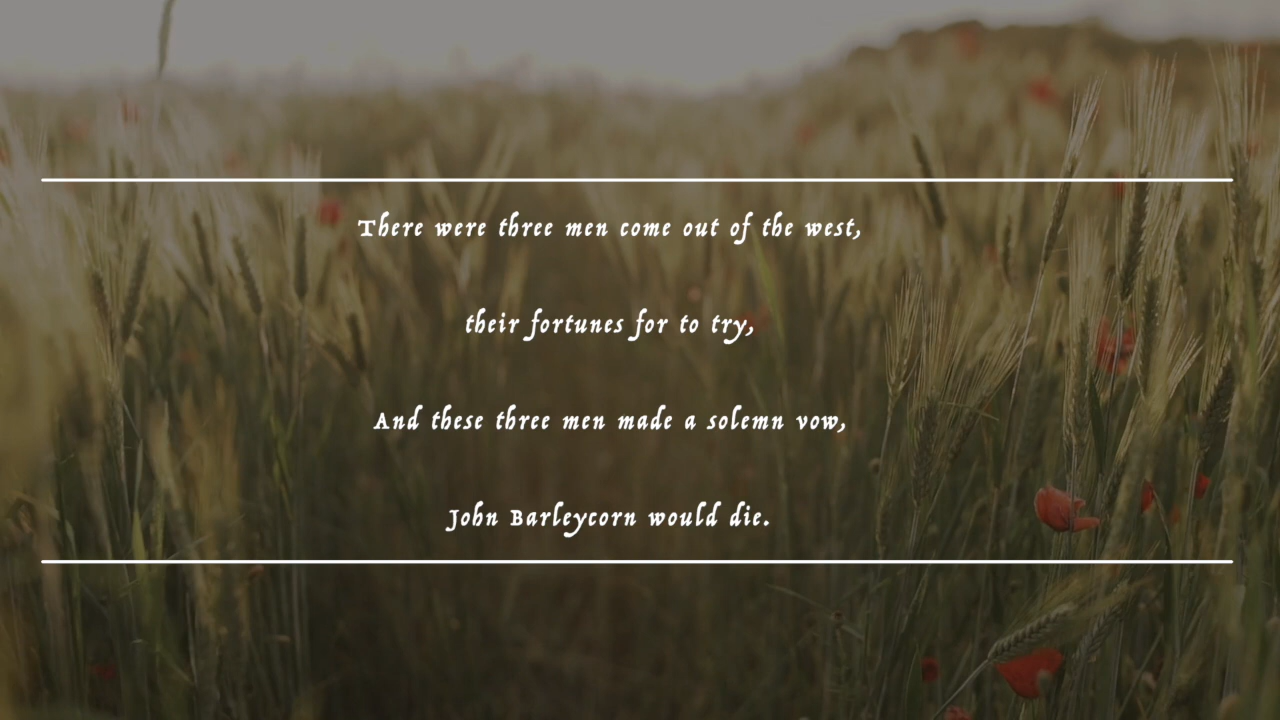 There were three men come out of the west,
their fortunes for to try,
And these three men made a solemn vow,
John Barleycorn would die.